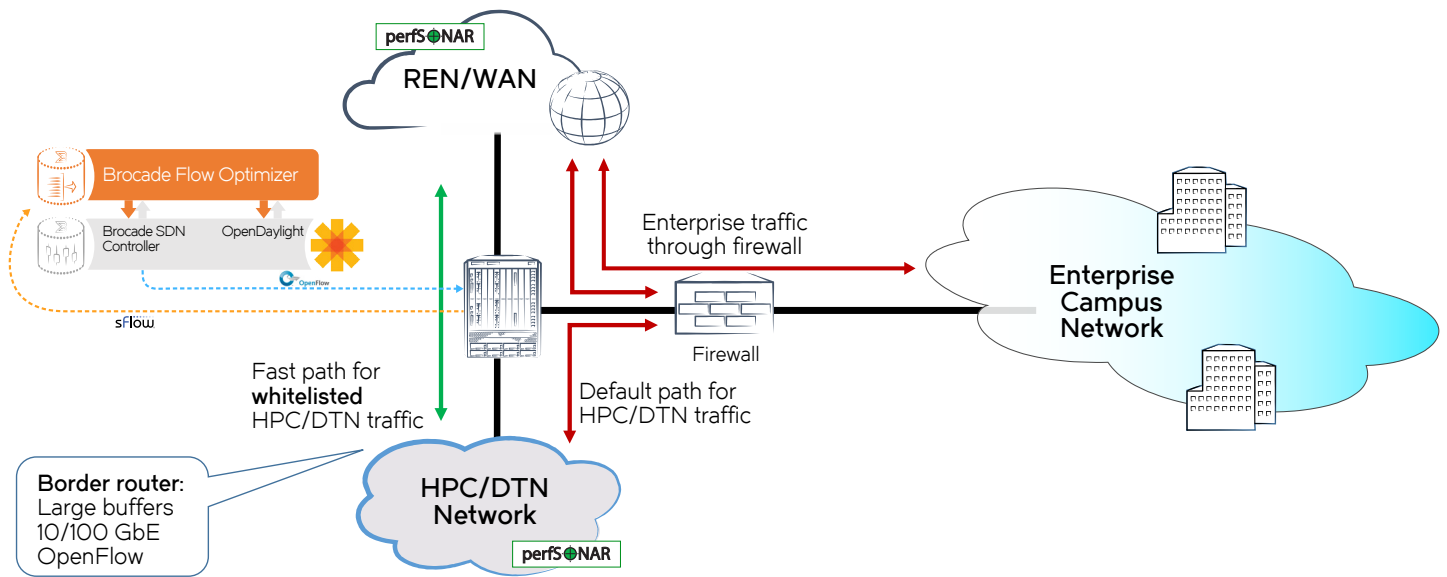 perfSONAR
REN/WAN
Brocade Flow Optimizer
Brocade SDN
Controller
OpenDaylight
OpenFlow
sFlow
Enterprise traffic
through firewall
Enterprise
Campus
Network
Firewall
Fast path for
whitelisted
HPC/DTN traffic
Default path for
HPC/DTN traffic
Border router:
Large buffers
10/100 GbE
OpenFlow
HPC/DTN
Network
perfSONAR